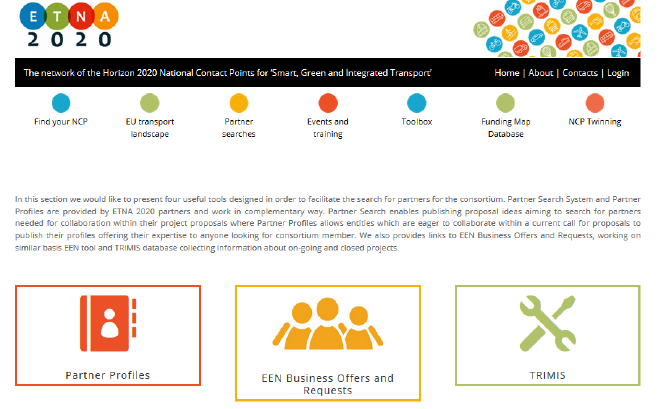 E T N A
2 0 2 0
The network of the Horizon 2020 National Contact Points for 'Smart, Green and Integrated Transport'
Home | About | Contacts | Login
Find your NCP
EU transport
landscape
Partner
searches
Events and
training
Toolbox
Funding Map
Database
NCP Twinning
In this section we would like to present four useful tools designed in order to facilitate the search for partners for the consortium. Partner Search System and Partner
Profiles are provided by ETNA 2020 partners and work in complementary way. Partner Search enables publishing proposal ideas aiming to search for partners
needed for collaboration within their project proposals where Partner Profiles allows entities which are eager to collaborate within a current call for proposals to
publish their profiles offering their expertise to anyone looking for consortium member. We also provides links to EEN Business Offers and Requests, working on
similar basis EEN tool and TRIMIS database collecting information about on-going and closed projects.
Partner Profiles
EEN Business Offers and
Requests
TRIMIS